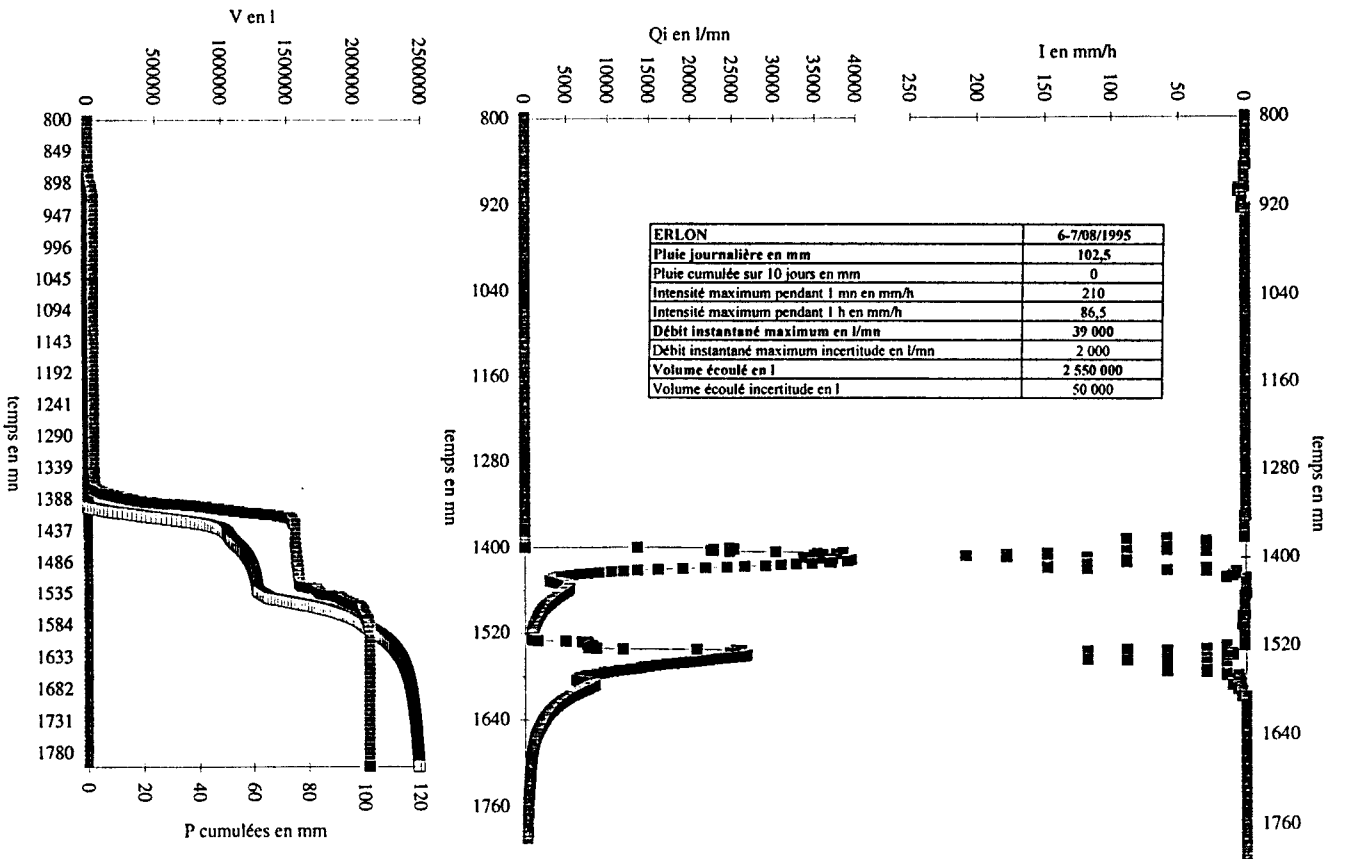 V en l
0 500000 1000000 1500000 2000000 2500000
800
849
898
947
996
1045
1094
1143
1192
1241
1290
1339
1388
1437
1486
1535
1584
1633
1682
1731
1780
temps en mn
0 20 40 60 80 100 120
P cumulées en mm
Qi en l/mn
0 5000 10000 15000 20000 25000 30000 35000 40000
800
920
1040
1160
1280
1400
1520
1640
1760
temps en mn
I en mm/h
250 200 150 100 50 0
800
920
1040
1160
1280
1400
1520
1640
1760
temps en mn
ERLON 6-7/08/1995
Pluie journalière en mm 102,5
Pluie cumulée sur 10 jours en mm 0
Intensité maximum pendant 1 mn en mm/h 210
Intensité maximum pendant 1 h en mm/h 86,5
Débit instantané maximum en l/mn 39 000
Débit instantané maximum incertitude en l/mn 2 000
Volume écoulé en l 2 550 000
Volume écoulé incertitude en l 50 000